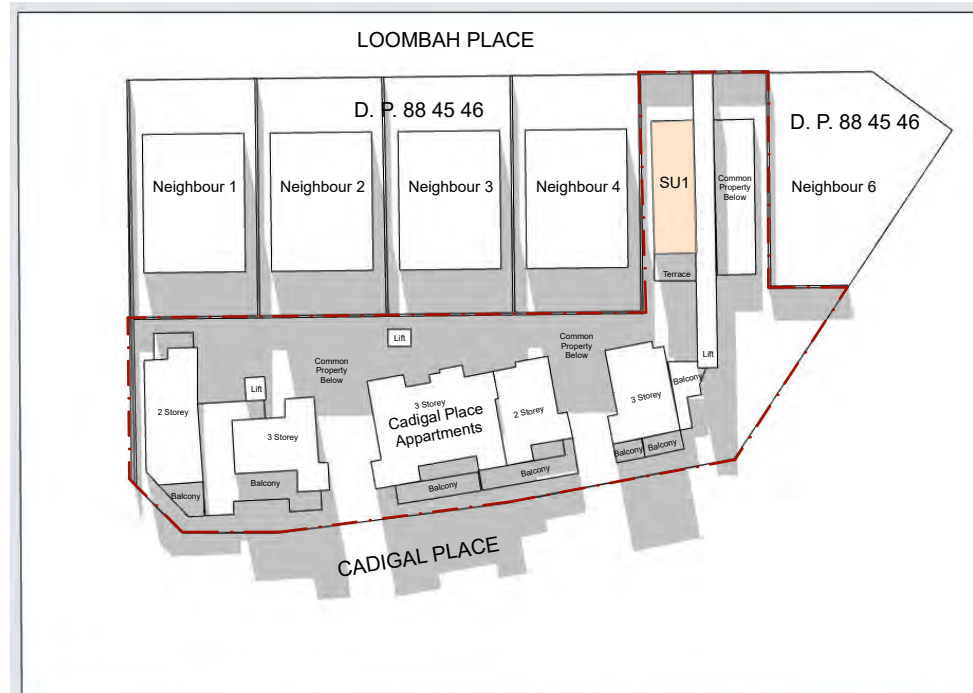 LOOMBAH PLACE
D. P. 88 45 46
D. P. 88 45 46
Neighbour 1
Neighbour 2
Neighbour 3
Neighbour 4
SU1
Common
Property
Below
Neighbour 6
Terrace
Lift
Common
Property
Below
Common
Property
Below
Lift
Lift
2 Storey
3 Storey
3 Storey
Cadigal Place
Appartments
2 Storey
3 Storey
Balcony
Balcony
Balcony
Balcony
Balcony
Balcony
Balcony
CADIGAL PLACE